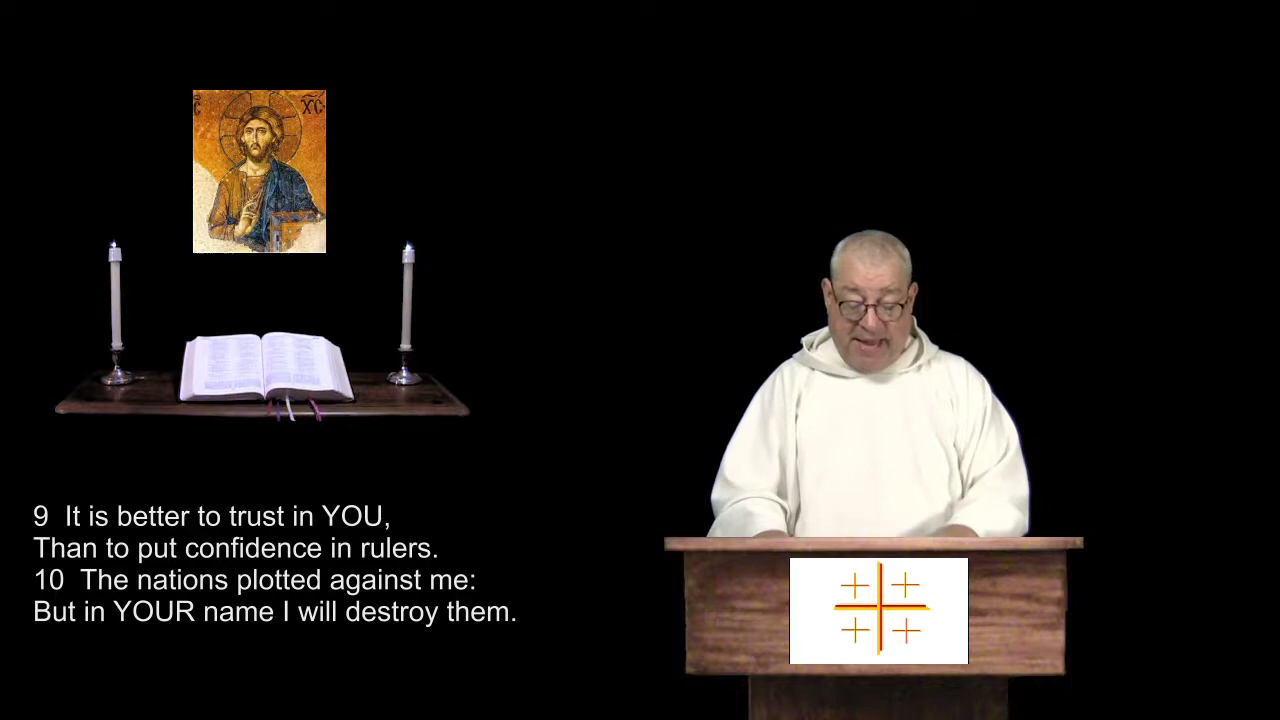 XC
9 It is better to trust in YOU,
Than to put confidence in rulers.
10 The nations plotted against me:
But in YOUR name I will destroy them.